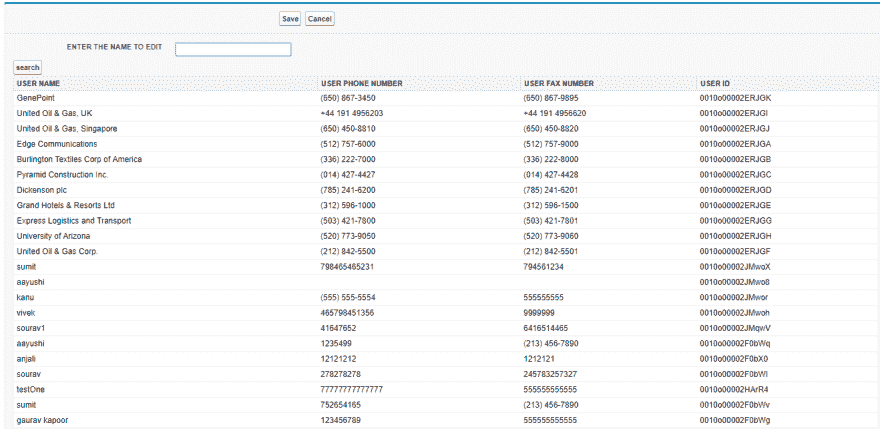 Save Cancel
ENTER THE NAME TO EDIT
search
USER NAME USER PHONE NUMBER USER FAX NUMBER USER ID
GenePoint (650) 867-3450 (650) 867-9895 0010o00002ERJGK
United Oil & Gas, UK +44 191 4956203 +44 191 4956620 0010o00002ERJGI
United Oil & Gas, Singapore (650) 450-8810 (650) 450-8820 0010o00002ERJGJ
Edge Communications (512) 757-6000 (512) 757-9000 0010o00002ERJGA
Burlington Textiles Corp of America (336) 222-7000 (336) 222-8000 0010o00002ERJGB
Pyramid Construction Inc. (014) 427-4427 (014) 427-4428 0010o00002ERJGC
Dickenson plc (785) 241-6200 (785) 241-6201 0010o00002ERJGD
Grand Hotels & Resorts Ltd (312) 596-1000 (312) 596-1500 0010o00002ERJGE
Express Logistics and Transport (503) 421-7800 (503) 421-7801 0010o00002ERJGG
University of Arizona (520) 773-9050 (520) 773-9060 0010o00002ERJGH
United Oil & Gas Corp. (212) 842-5500 (212) 842-5501 0010o00002ERJGF
sumit 798465465231 794561234 0010o00002JMwoX
aayushi 0010o00002JMwo8
kanu (555) 555-5554 555555555 0010o00002JMwor
vivek 465798451356 9999999 0010o00002JMwoh
sourav1 41647652 6416514465 0010o00002JMqwV
aayushi 1235499 (213) 456-7890 0010o00002F0bWq
anjali 12121212 1212121 0010o00002F0bX0
sourav 278278278 245783257327 0010o00002F0bWl
testOne 77777777777777 555555555555 0010o00002HArR4
sumit 752654165 (213) 456-7890 0010o00002F0bWv
gaurav kapoor 123456789 555555555555 0010o00002F0bWg